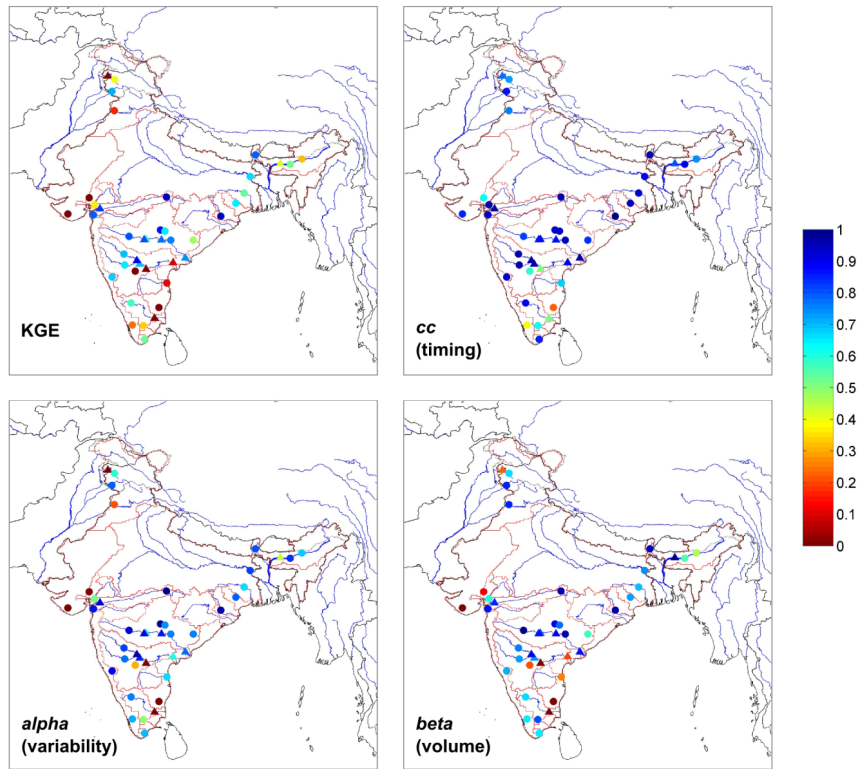 KGE
cc
(timing)
alpha
(variability)
beta
(volume)
1
0.9
0.8
0.7
0.6
0.5
0.4
0.3
0.2
0.1
0